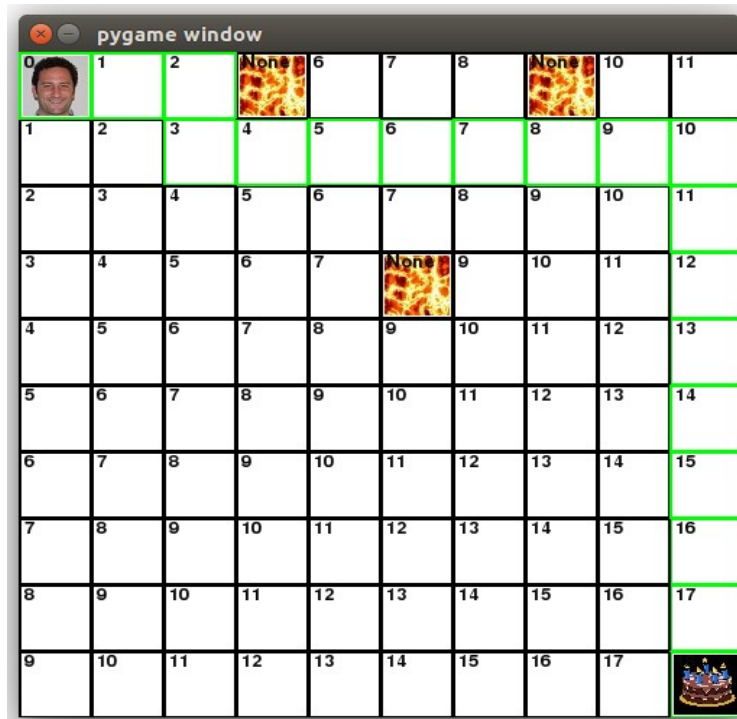 pygame window
0 1 2 None 6 7 8 None 10 11
1 2 3 4 5 6 7 8 9 10
2 3 4 5 6 7 8 9 10 11
3 4 5 6 7 None 9 10 11 12
4 5 6 7 8 9 10 11 12 13
5 6 7 8 9 10 11 12 13 14
6 7 8 9 10 11 12 13 14 15
7 8 9 10 11 12 13 14 15 16
8 9 10 11 12 13 14 15 16 17
9 10 11 12 13 14 15 16 17